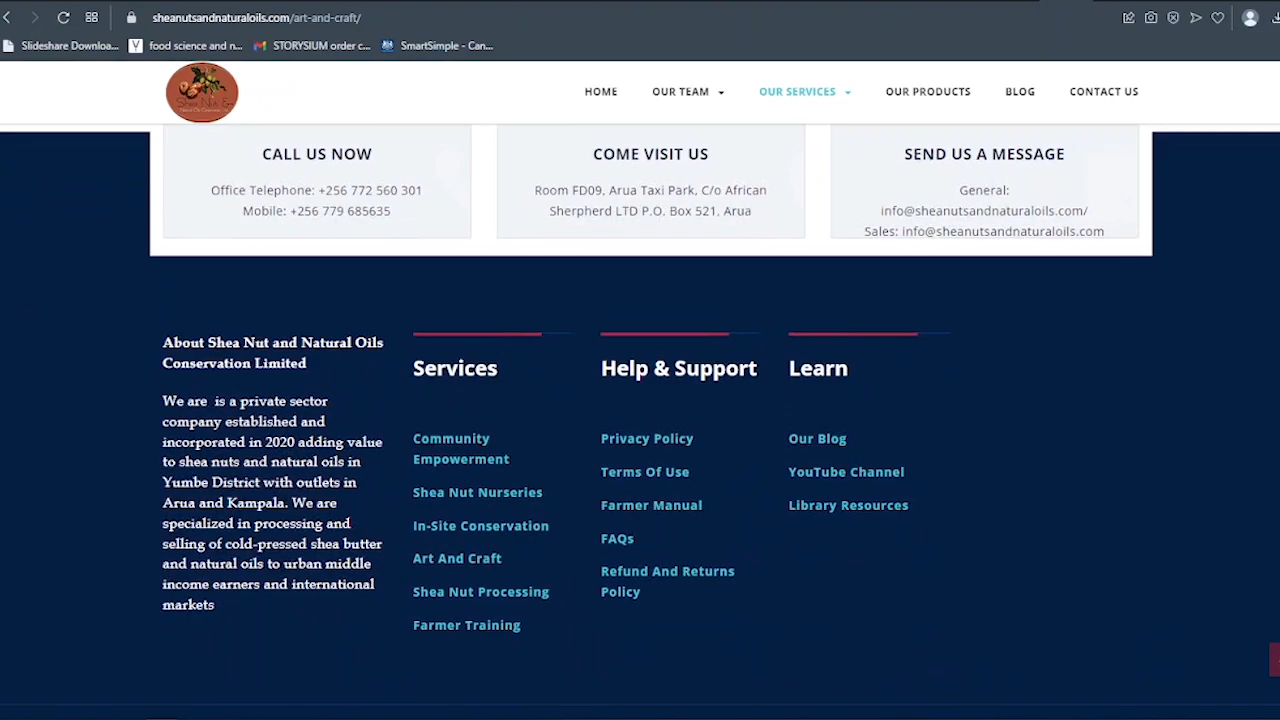 sheanutsandnaturaloils.com/art-and-craft/
Slideshare Downloa...
food science and n...
STORYSIUM order c...
SmartSimple - Can...
Shea Nut &
HOME
OUR TEAM
OUR SERVICES
OUR PRODUCTS
BLOG
CONTACT US
CALL US NOW
Office Telephone: +256 772 560 301
Mobile: +256 779 685635
COME VISIT US
Room FD09, Arua Taxi Park, C/o African
Sherpherd LTD P.O. Box 521, Arua
SEND US A MESSAGE
General:
info@sheanutsandnaturaloils.com/
Sales: info@sheanutsandnaturaloils.com
About Shea Nut and Natural Oils
Conservation Limited
We are  is a private sector
company established and
incorporated in 2020 adding value
to shea nuts and natural oils in
Yumbe District with outlets in
Arua and Kampala. We are
specialized in processing and
selling of cold-pressed shea butter
and natural oils to urban middle
income earners and international
markets
Services
Community
Empowerment
Shea Nut Nurseries
In-Site Conservation
Art And Craft
Shea Nut Processing
Farmer Training
Help & Support
Privacy Policy
Terms Of Use
Farmer Manual
FAQs
Refund And Returns
Policy
Learn
Our Blog
YouTube Channel
Library Resources